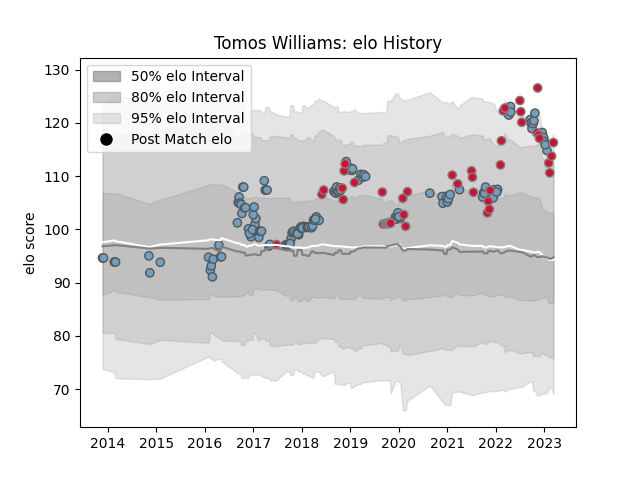 Tomos Williams: elo History
50% elo Interval
80% elo Interval
95% elo Interval
Post Match elo
elo score
130
120
110
100
90
80
70
2014 2015 2016 2017 2018 2019 2020 2021 2022 2023